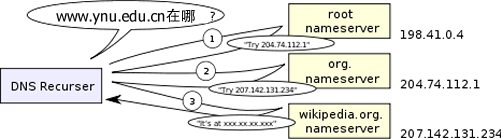 www.ynu.edu.cn在哪 ?
root
nameserver
198.41.0.4
1
"Try 204.74.112.1"
DNS Recurser
2
org.
nameserver
204.74.112.1
"Try 207.142.131.234"
3
wikipedia.org.
nameserver
207.142.131.234
"It's at xxx.xx.xx.xxx"